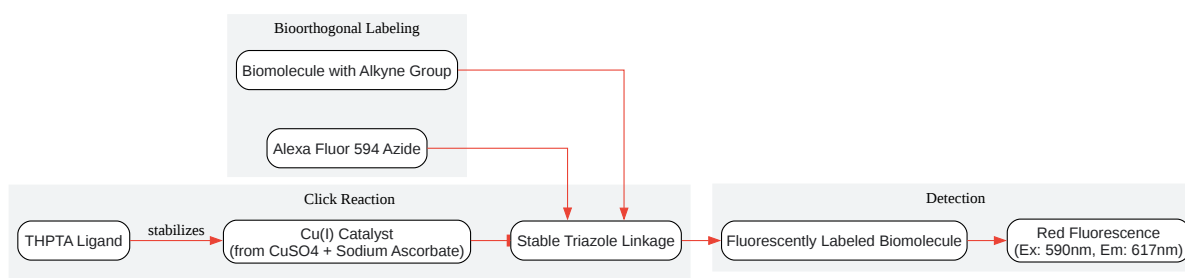 Bioorthogonal Labeling
Biomolecule with Alkyne Group
Alexa Fluor 594 Azide
Click Reaction
THPTA Ligand
stabilizes
Cu(I) Catalyst
(from CuSO4 + Sodium Ascorbate)
Stable Triazole Linkage
Detection
Fluorescently Labeled Biomolecule
Red Fluorescence
(Ex: 590nm, Em: 617nm)